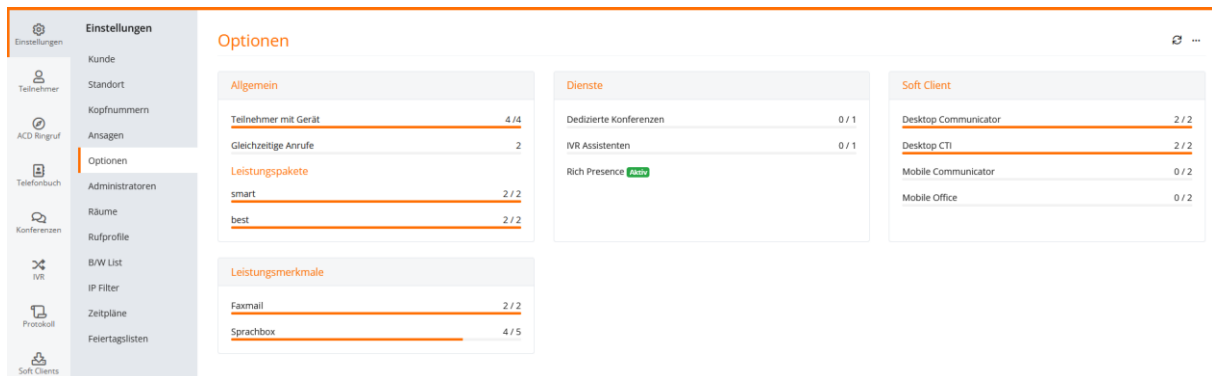 Einstellungen
Teilnehmer
ACD Ringruf
Telefonbuch
Konferenzen
IVR
Protokoll
Soft Clients
Einstellungen
Kunde
Standort
Kopfnummern
Ansagen
Optionen
Administratoren
Räume
Rufprofile
B/W List
IP Filter
Zeitpläne
Feiertagslisten
Optionen
Allgemein
Teilnehmer mit Gerät 4 /4
Gleichzeitige Anrufe 2
Leistungspakete
smart 2 / 2
best 2 / 2
Dienste
Dedizierte Konferenzen 0 / 1
IVR Assistenten 0 / 1
Rich Presence Aktiv
Soft Client
Desktop Communicator 2 / 2
Desktop CTI 2 / 2
Mobile Communicator 0 / 2
Mobile Office 0 / 2
Leistungsmerkmale
Faxmail 2 / 2
Sprachbox 4 / 5